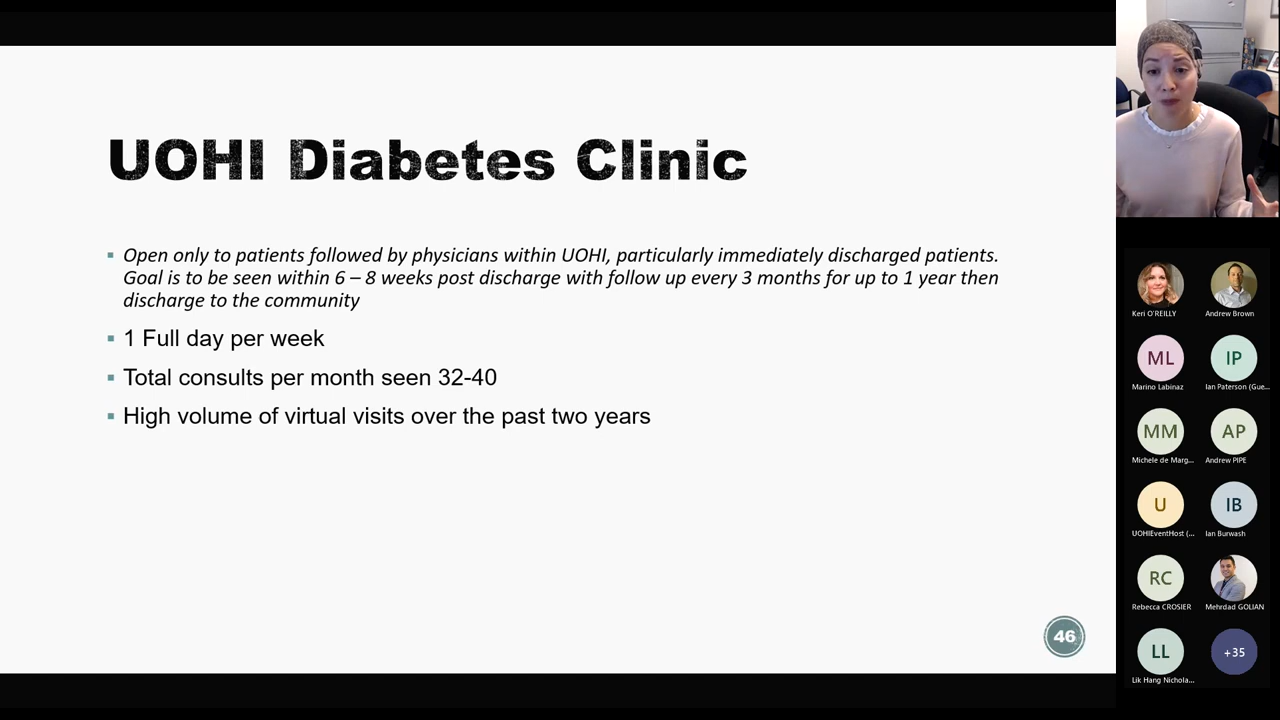 UOHI Diabetes Clinic
Open only to patients followed by physicians within UOHI, particularly immediately discharged patients.
Goal is to be seen within 6 – 8 weeks post discharge with follow up every 3 months for up to 1 year then
discharge to the community
1 Full day per week
Total consults per month seen 32-40
High volume of virtual visits over the past two years
46
Keri O'REILLY
Andrew Brown
ML
IP
Marino Labinaz
Ian Paterson (Gue...
MM
AP
Michele de Marg...
Andrew PIPE
U
IB
UOHIEventHost (...
Ian Burwash
RC
Rebecca CROSIER
Mehrdad GOLIAN
LL
+35
Lik Hang Nichola...